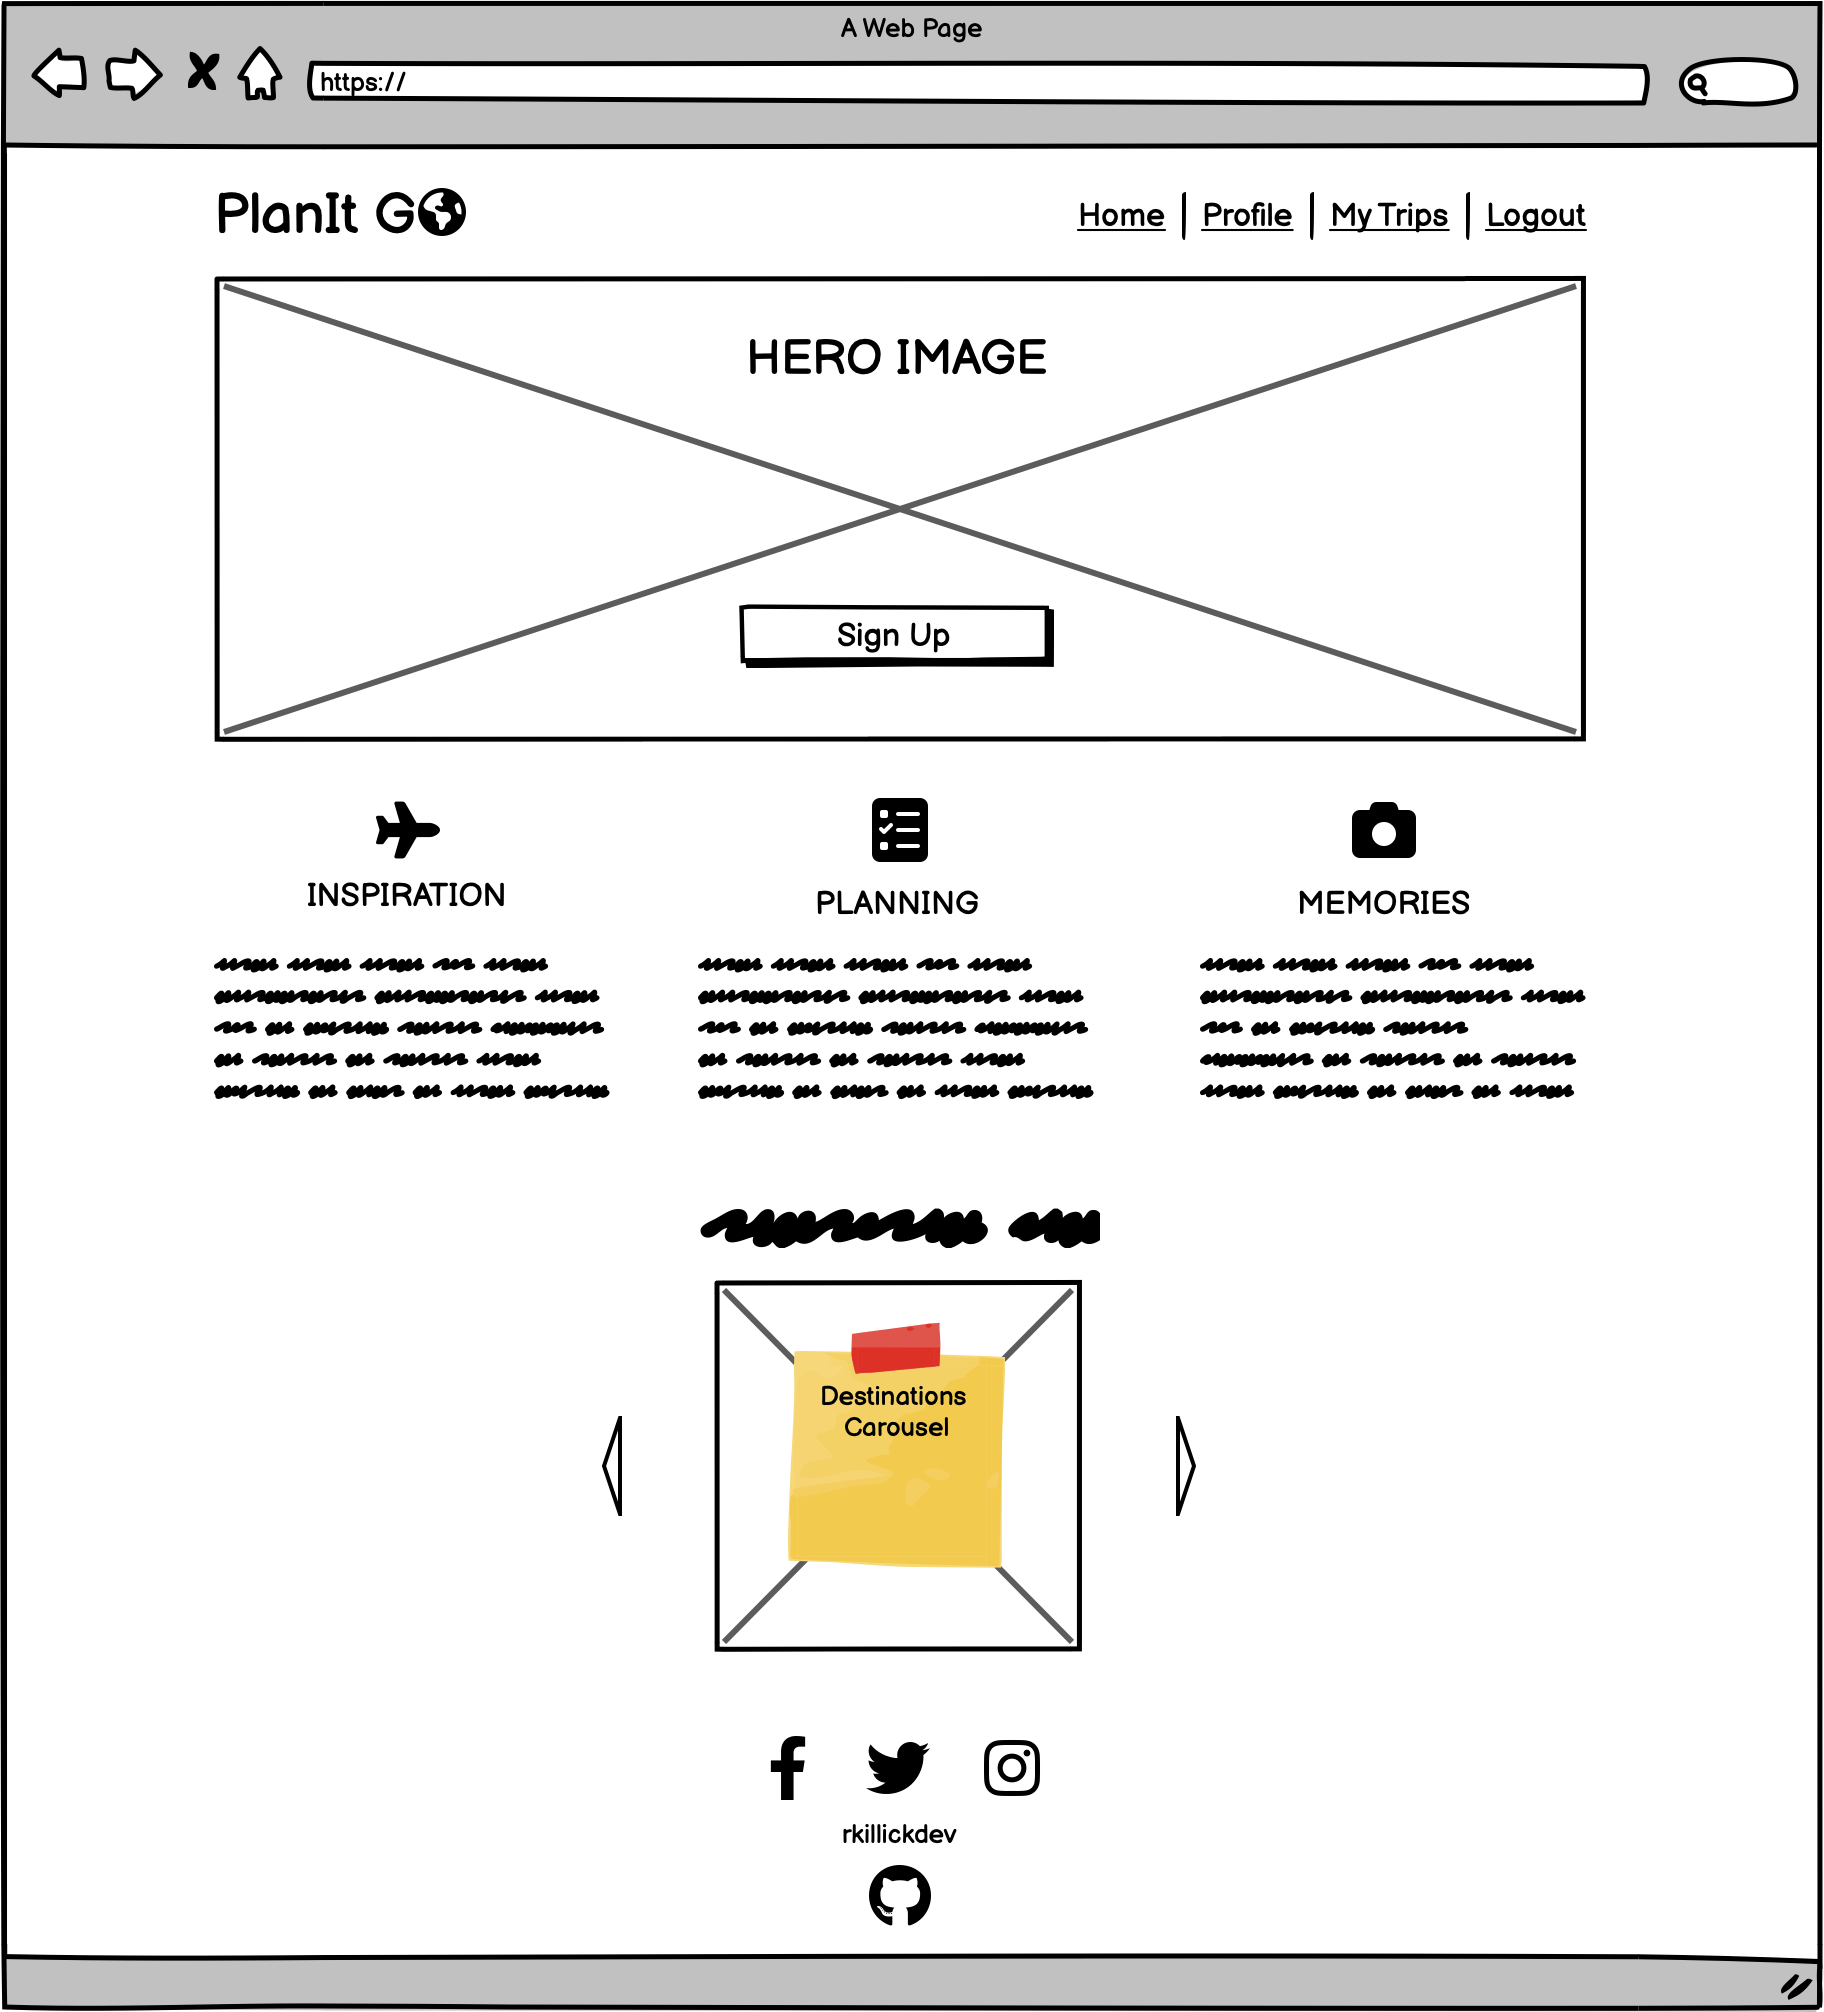 A Web Page
https://
PlanIt G
Home | Profile | My Trips | Logout
HERO IMAGE
Sign Up
INSPIRATION
PLANNING
MEMORIES
Destinations
Carousel
rkillickdev